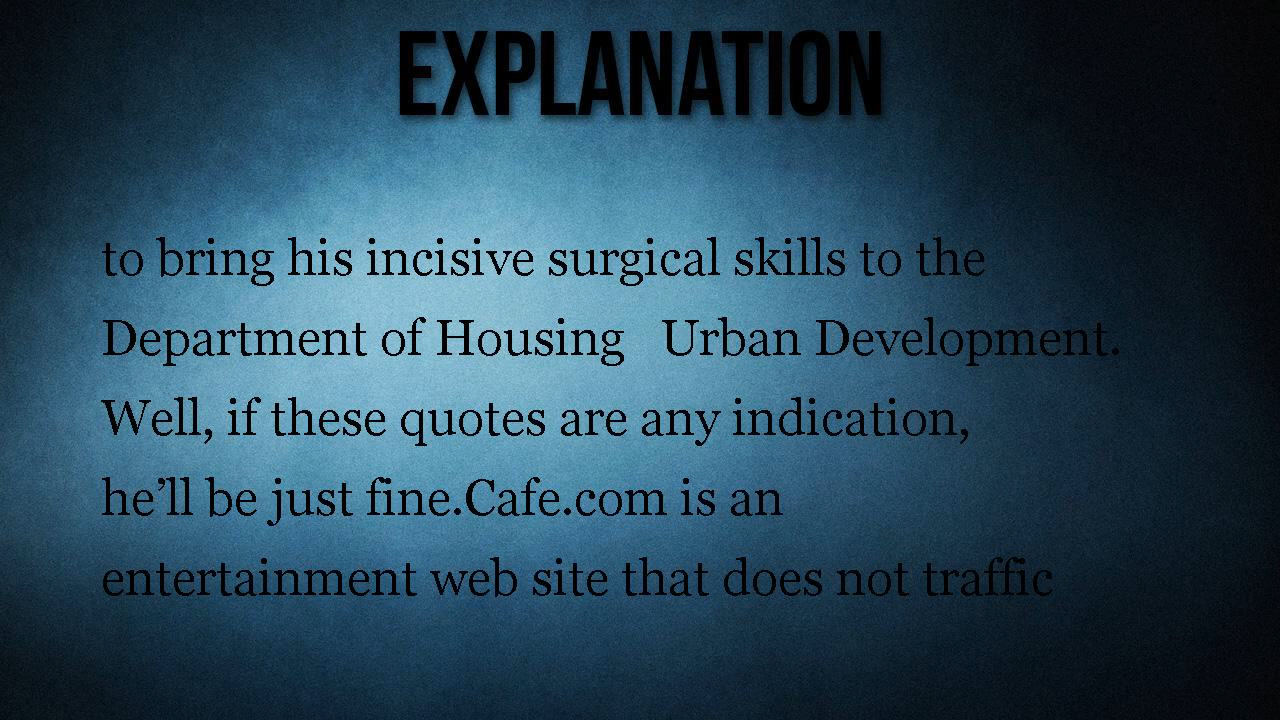 EXPLANATION
to bring his incisive surgical skills to the
Department of Housing   Urban Development.
Well, if these quotes are any indication,
he’ll be just fine.Cafe.com is an
entertainment web site that does not traffic